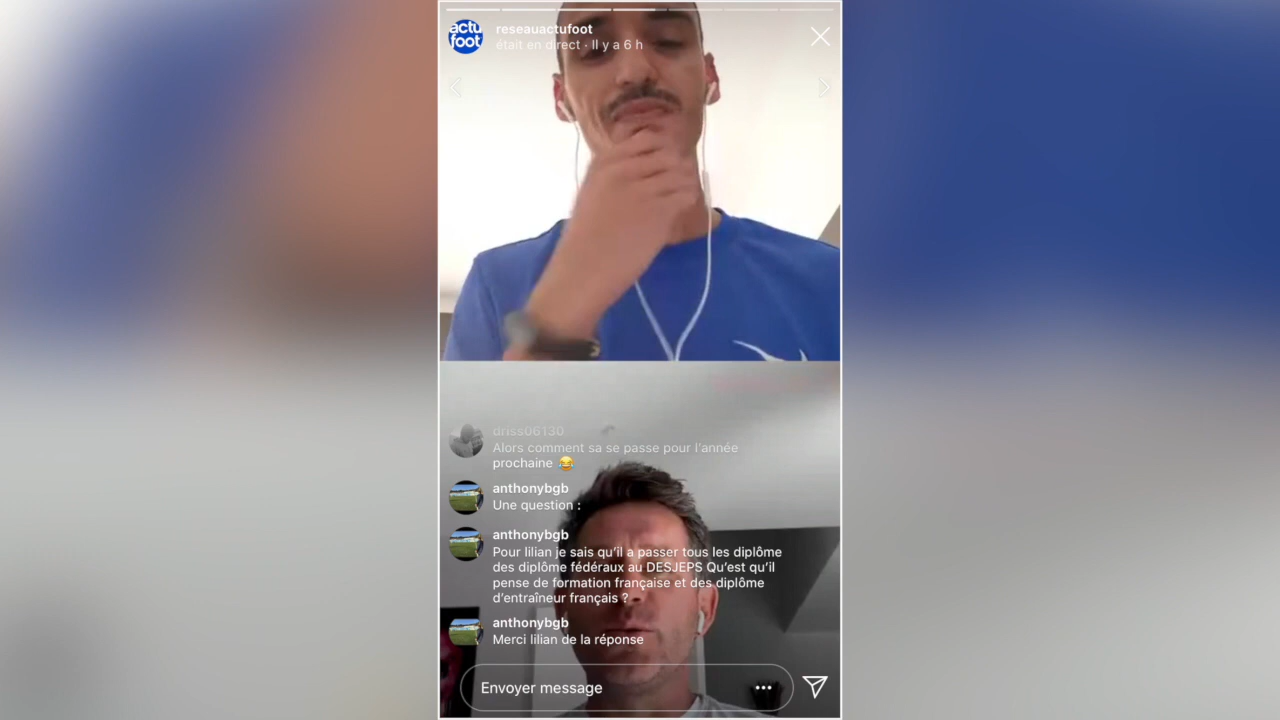 actu
foot
reseauactufoot
était en direct · Il y a 6 h
driss06130
Alors comment sa se passe pour l'année
prochaine 😂
anthonybgb
Une question :
anthonybgb
Pour lilian je sais qu'il a passer tous les diplôme
des diplôme fédéraux au DESJEPS Qu'est qu'il
pense de formation française et des diplôme
d'entraîneur français ?
anthonybgb
Merci lilian de la réponse
Envoyer message